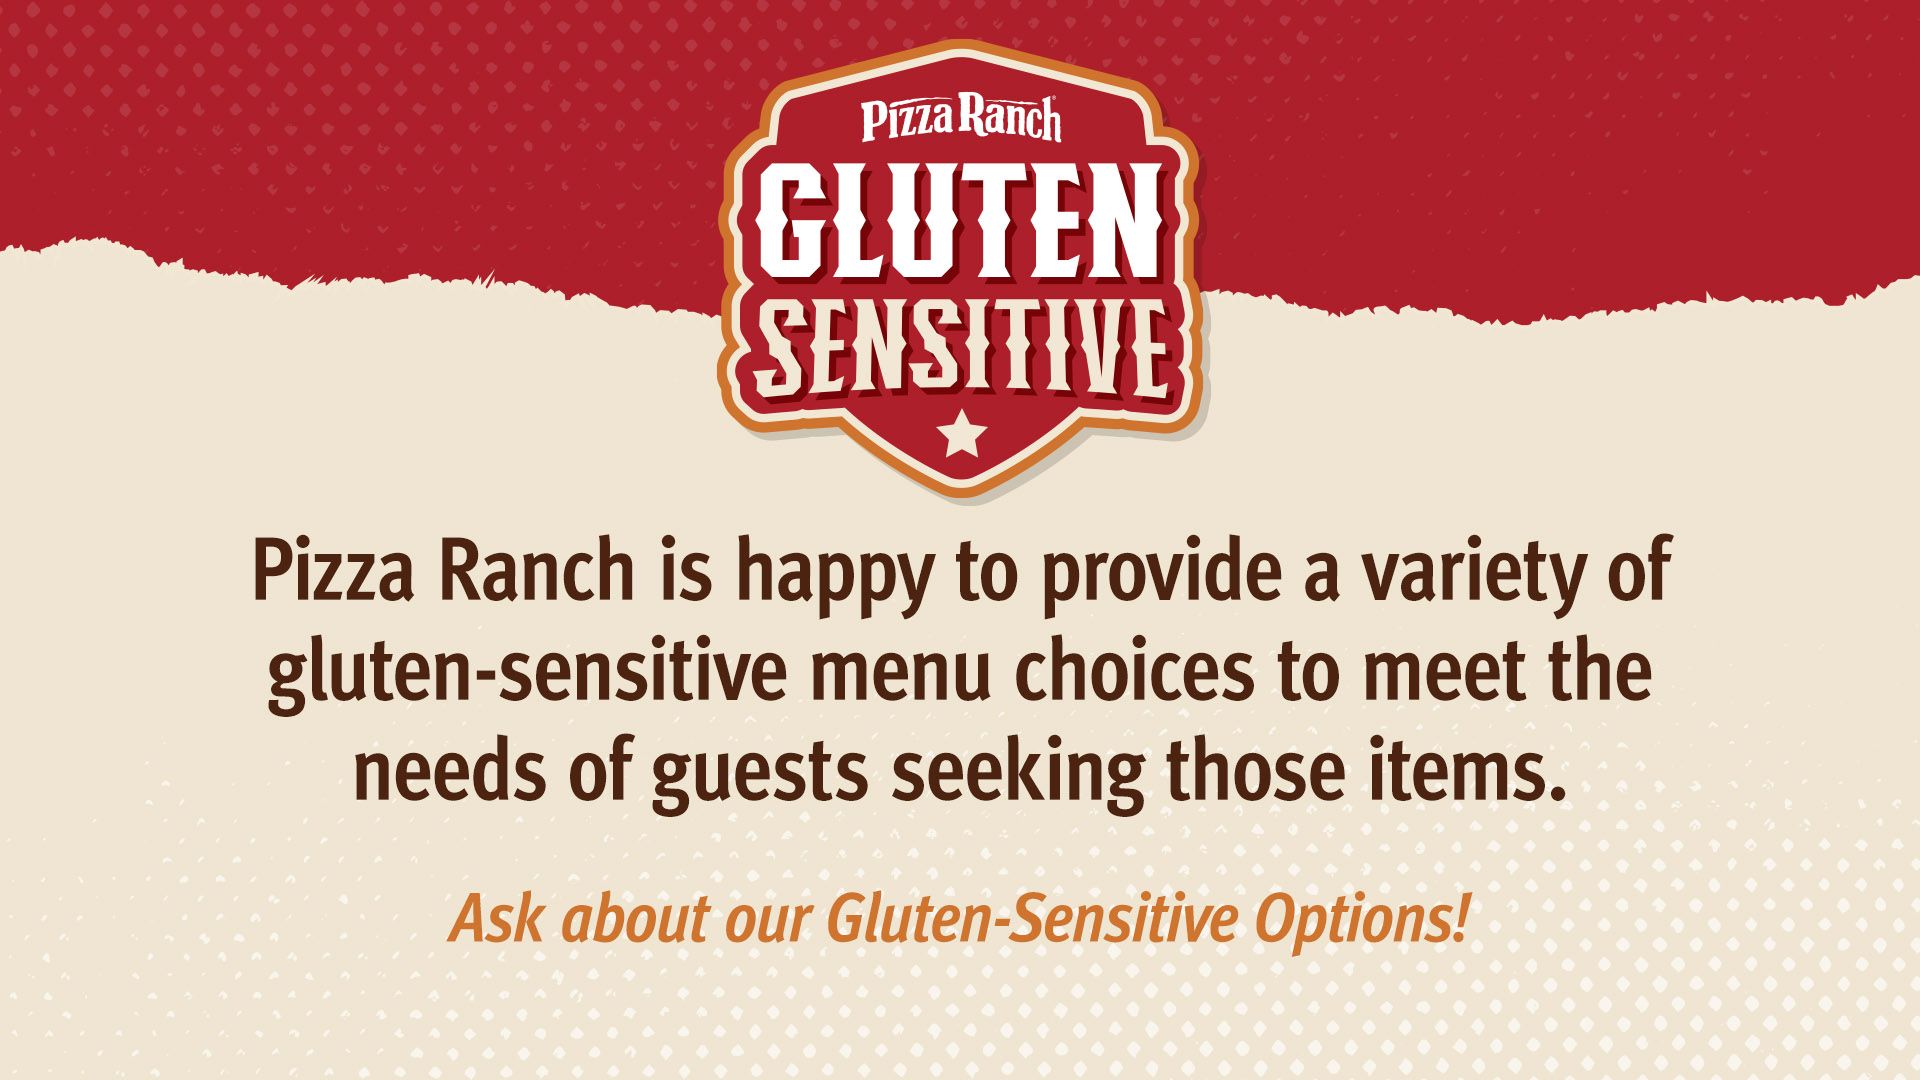 Pizza Ranch
GLUTEN
SENSITIVE
Pizza Ranch is happy to provide a variety of
gluten-sensitive menu choices to meet the
needs of guests seeking those items.
Ask about our Gluten-Sensitive Options!